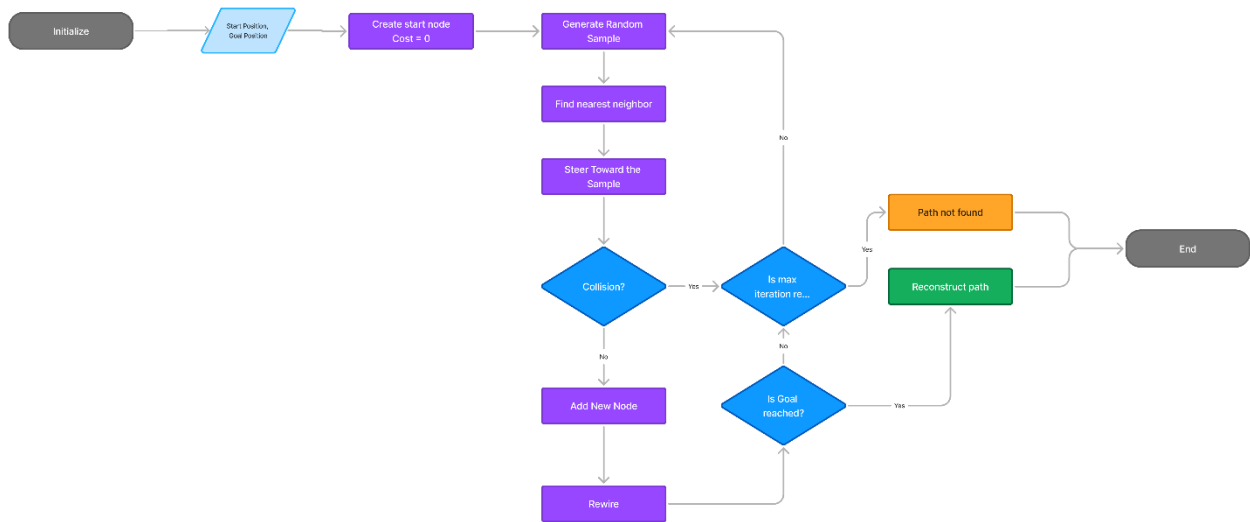 Initialize
Start Position,
Goal Position
Create start node
Cost = 0
Generate Random
Sample
Find nearest neighbor
No
Steer Toward the
Sample
Path not found
Yes
End
Collision?
Yes
Is max
iteration re...
Reconstruct path
No
No
Add New Node
Is Goal
reached?
Yes
Rewire